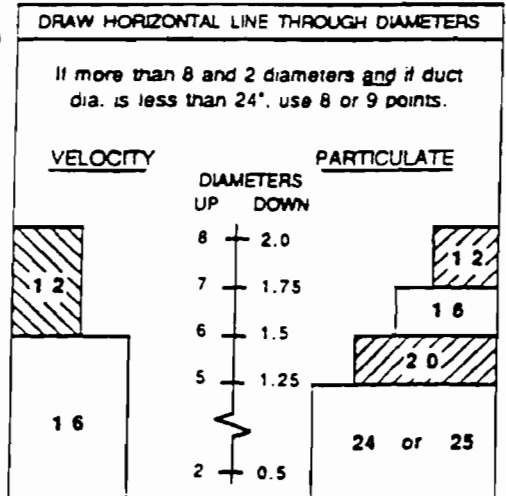 DRAW HORIZONTAL LINE THROUGH DIAMETERS
If more than 8 and 2 diameters and if duct
dia. is less than 24", use 8 or 9 points.
VELOCITY
PARTICULATE
DIAMETERS
UP DOWN
8 2.0
12
12
7 1.75
16
6 1.5
20
5 1.25
16
24 or 25
2 0.5